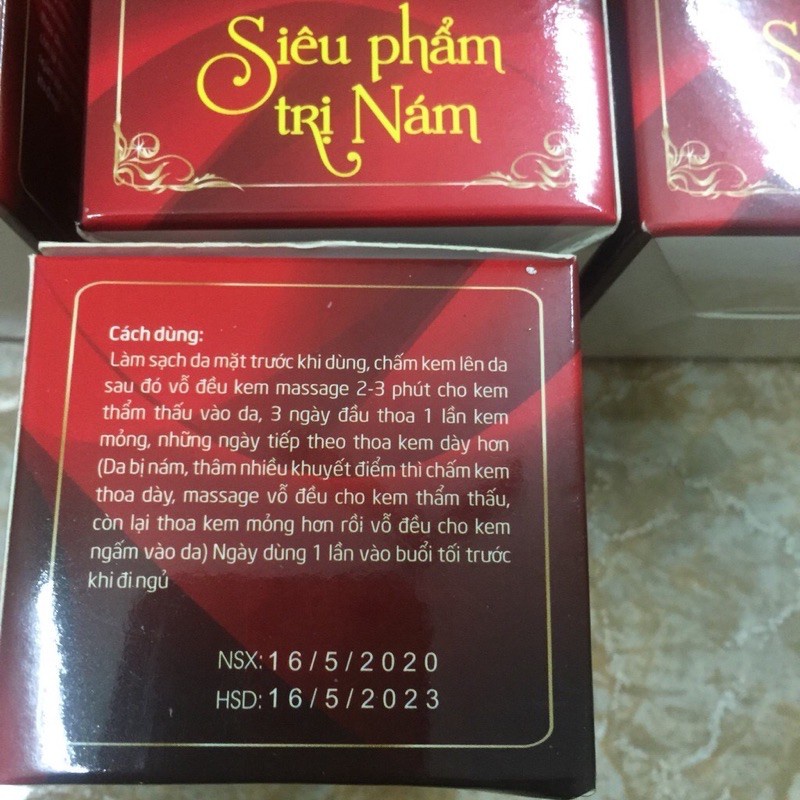 Siêu phẩm
trị Nám
S
Cách dùng:
Làm sạch da mặt trước khi dùng, chấm kem lên da
sau đó vỗ đều kem massage 2-3 phút cho kem
thẩm thấu vào da, 3 ngày đầu thoa 1 lần kem
mỏng, những ngày tiếp theo thoa kem dày hơn
(Da bị nám, thâm nhiều khuyết điểm thì chấm kem
thoa dày, massage vỗ đều cho kem thẩm thấu,
còn lại thoa kem mỏng hơn rồi vỗ đều cho kem
ngấm vào da) Ngày dùng 1 lần vào buổi tối trước
khi đi ngủ
NSX: 16/5/2020
HSD: 16/5/2023